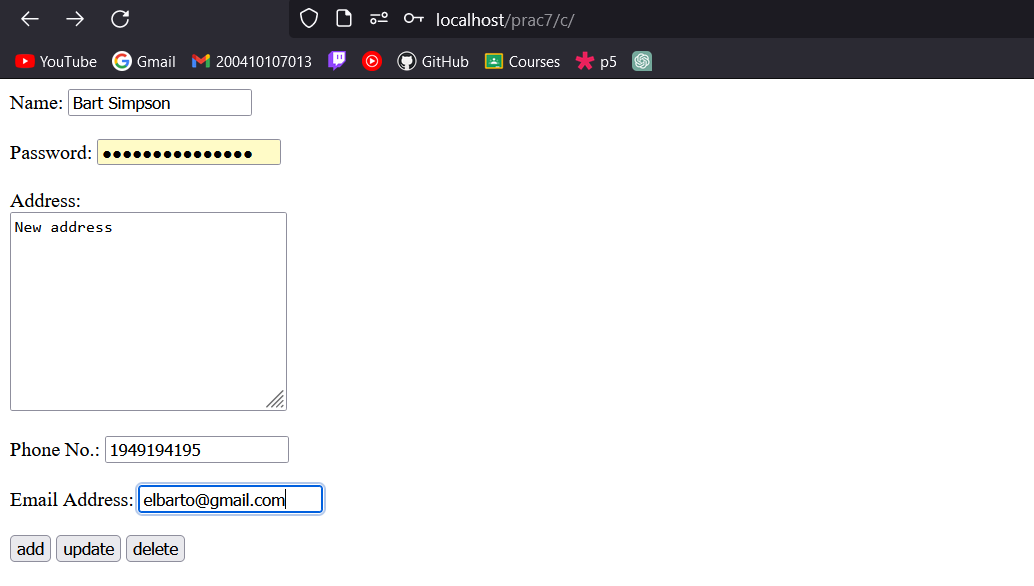 localhost/prac7/c/
YouTube Gmail 200410107013 GitHub Courses p5
Name: Bart Simpson
Password: ●●●●●●●●●●●●●●●
Address:
New address
Phone No.: 1949194195
Email Address: elbarto@gmail.com
add update delete